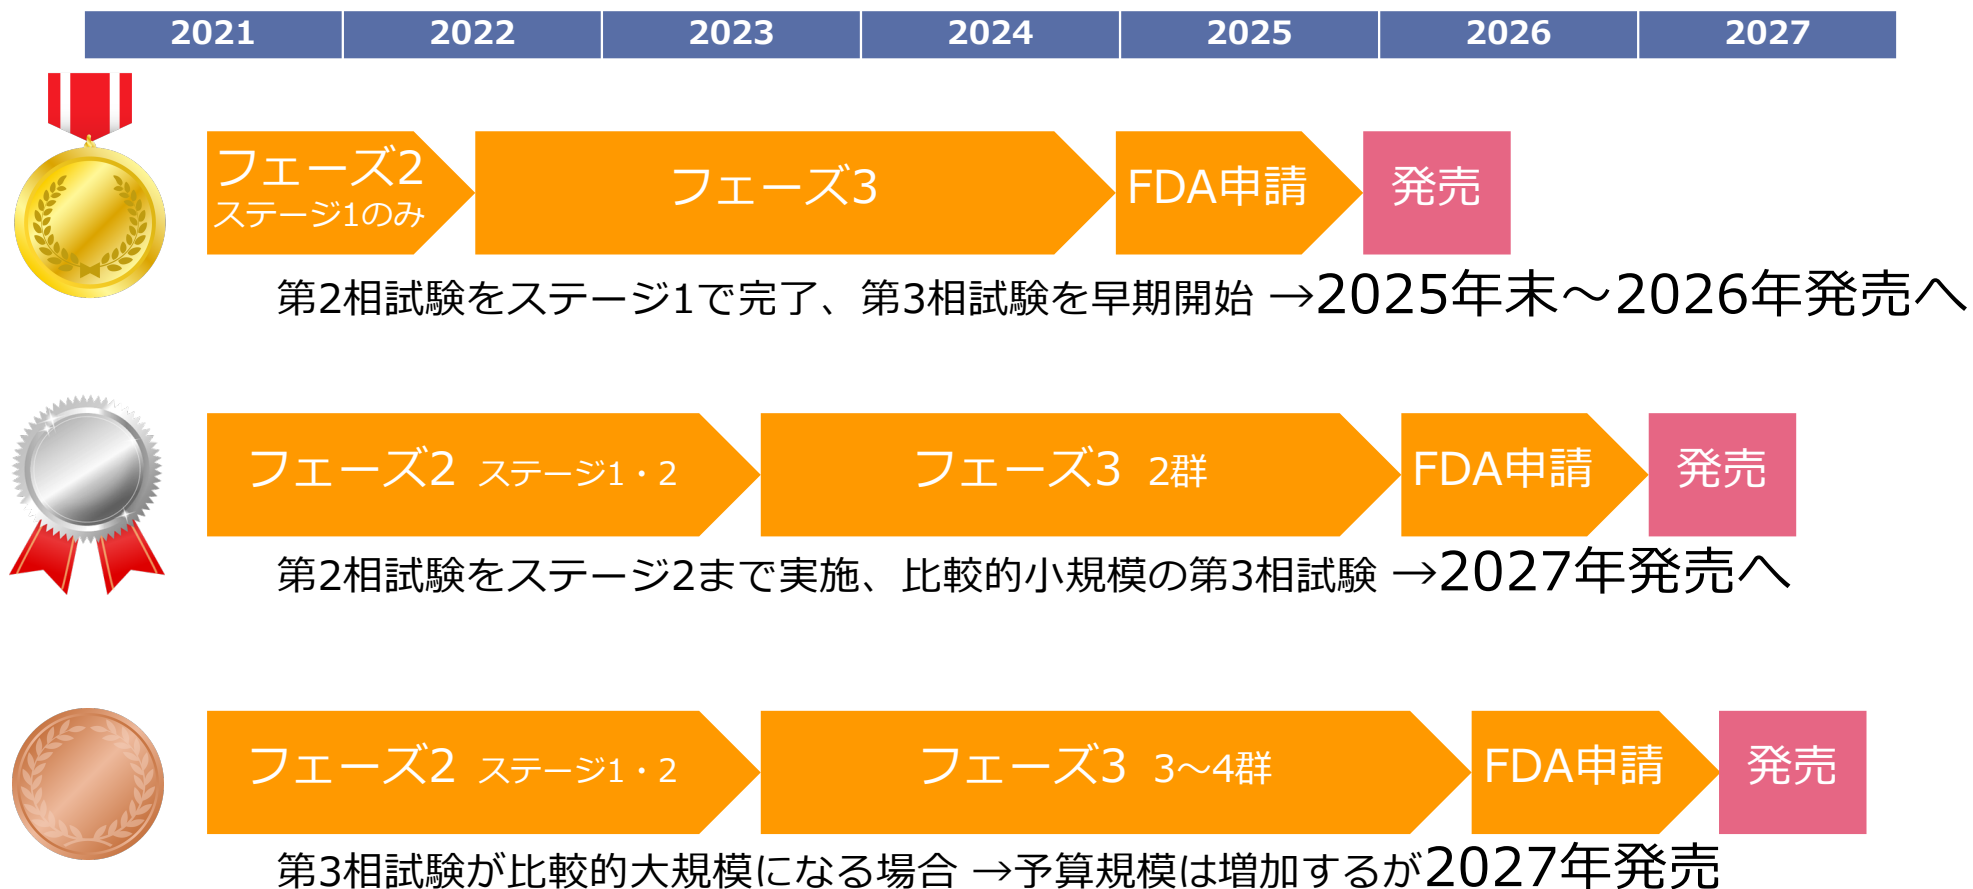 2021 2022 2023 2024 2025 2026 2027
フェーズ2
ステージ1のみ
フェーズ3
FDA申請
発売
第2相試験をステージ1で完了、第3相試験を早期開始 →2025年末～2026年発売へ
フェーズ2 ステージ1・2
フェーズ3 2群
FDA申請
発売
第2相試験をステージ2まで実施、比較的小規模の第3相試験 →2027年発売へ
フェーズ2 ステージ1・2
フェーズ3 3～4群
FDA申請
発売
第3相試験が比較的大規模になる場合 →予算規模は増加するが2027年発売